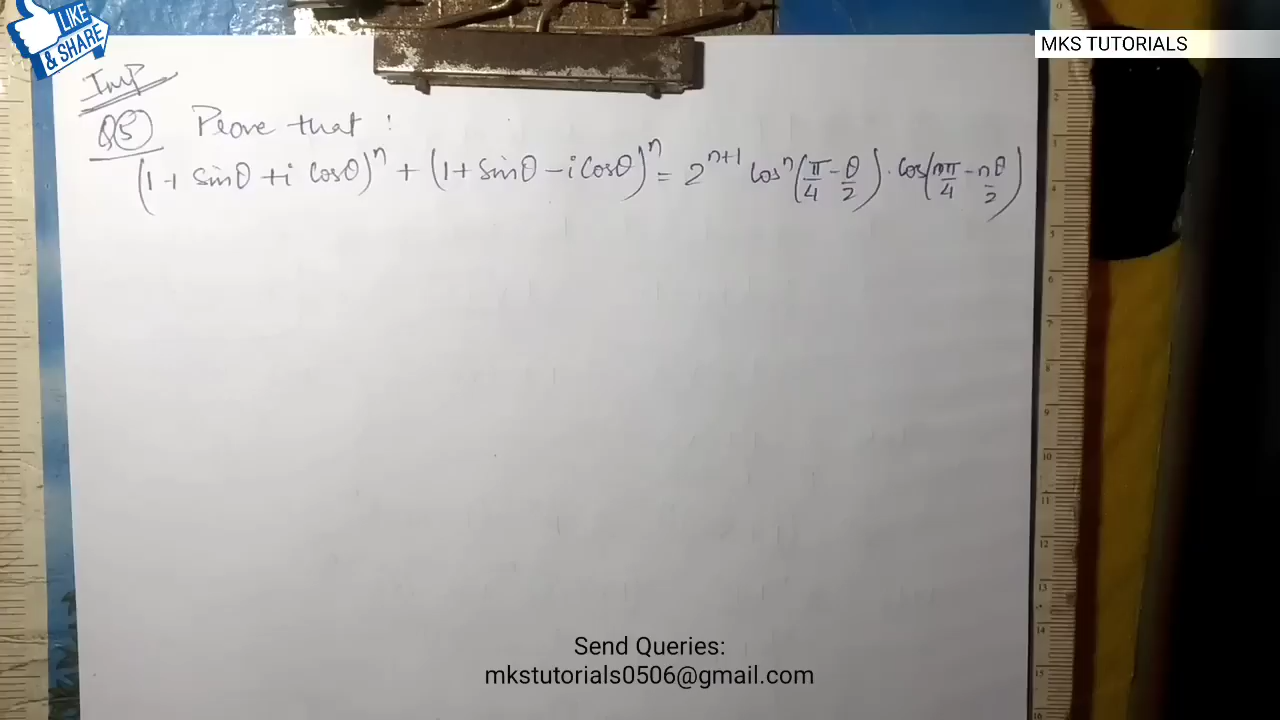 LIKE
& SHARE
MKS TUTORIALS
Imp
Q5 Prove that :
(1 + sinθ + i cosθ)ⁿ + (1 + sinθ - i cosθ)ⁿ = 2ⁿ⁺¹ cosⁿ(π/4 - θ/2) . cos(nπ/4 - nθ/2)
Send Queries:
mkstutorials0506@gmail.com